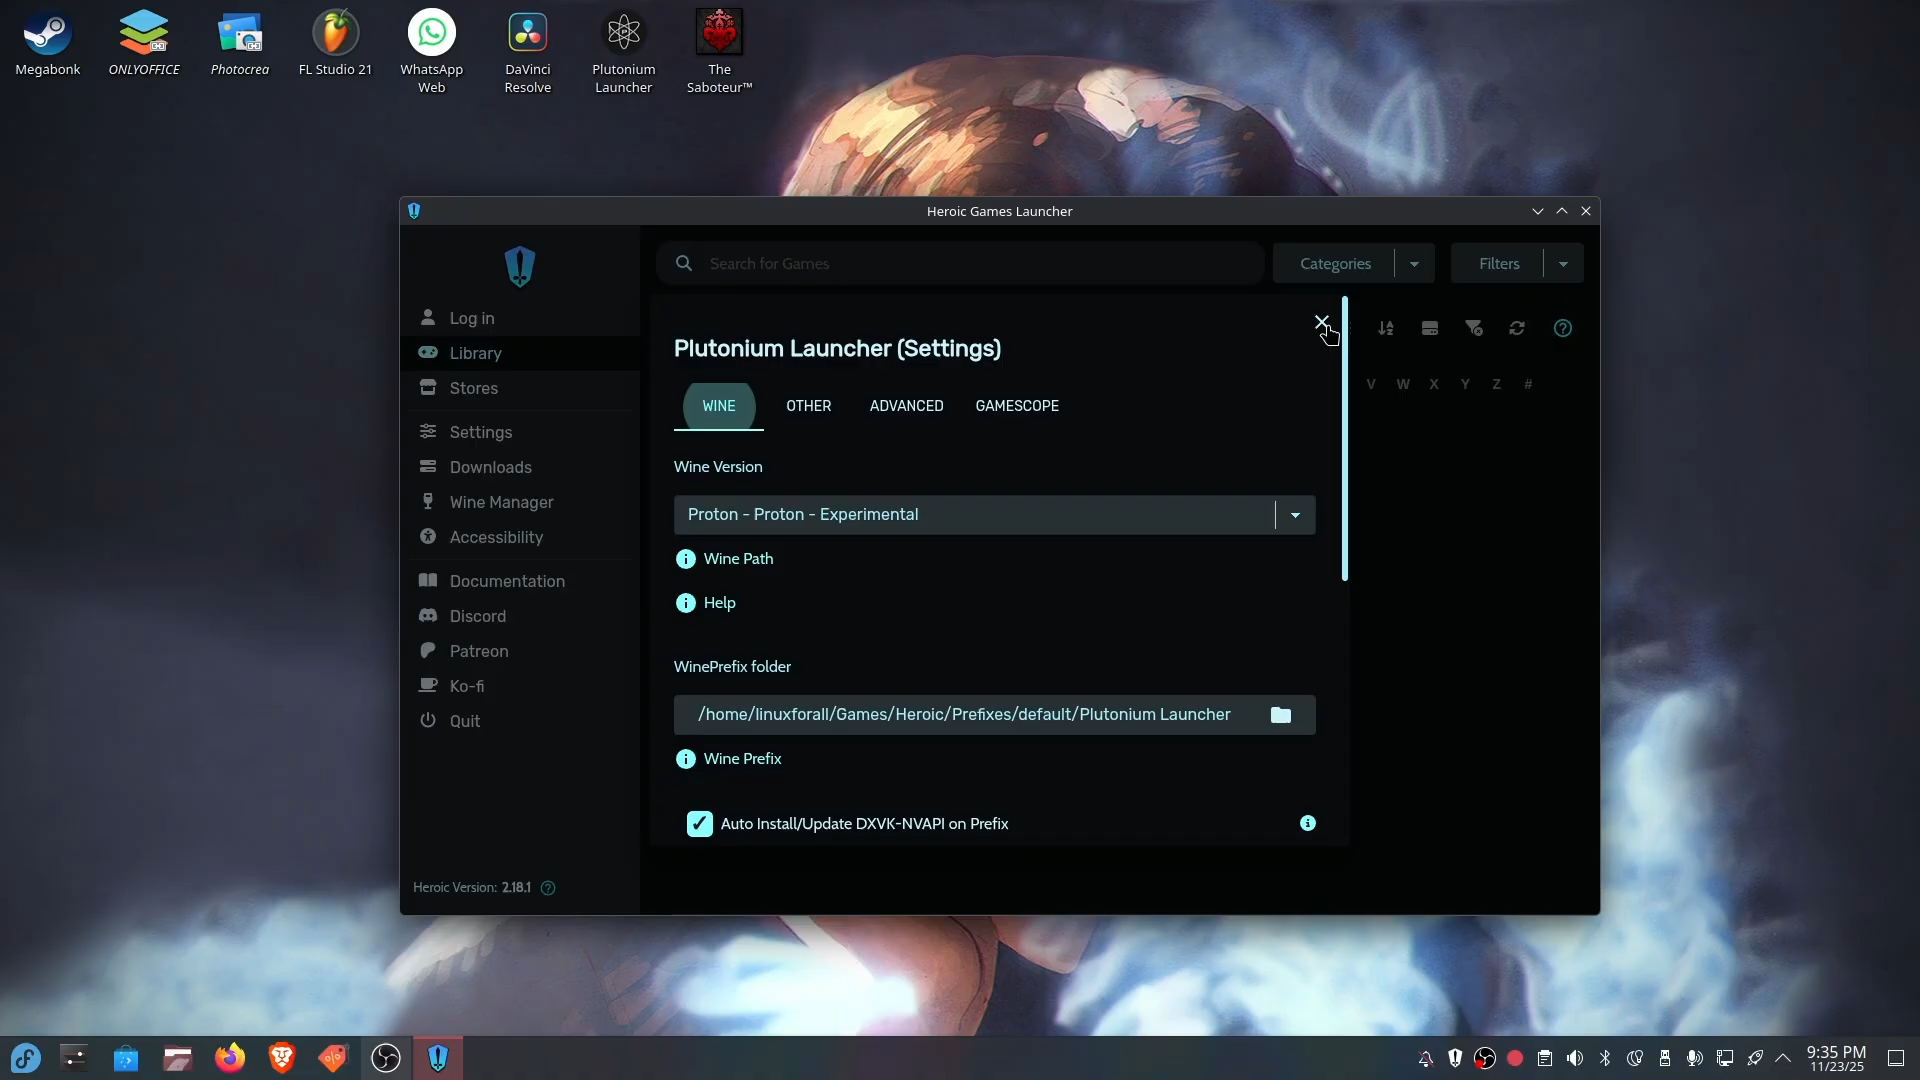 Megabonk
ONLYOFFICE
Photocrea
FL Studio 21
WhatsApp
Web
DaVinci
Resolve
Plutonium
Launcher
The
Saboteur™
Heroic Games Launcher
Search for Games
Categories
Filters
Log in
Library
Stores
Settings
Downloads
Wine Manager
Accessibility
Documentation
Discord
Patreon
Ko-fi
Quit
Heroic Version: 2.18.1
Plutonium Launcher (Settings)
WINE OTHER ADVANCED GAMESCOPE
V W X Y Z #
Wine Version
Proton - Proton - Experimental
Wine Path
Help
WinePrefix folder
/home/linuxforall/Games/Heroic/Prefixes/default/Plutonium Launcher
Wine Prefix
Auto Install/Update DXVK-NVAPI on Prefix
9:35 PM
11/23/25